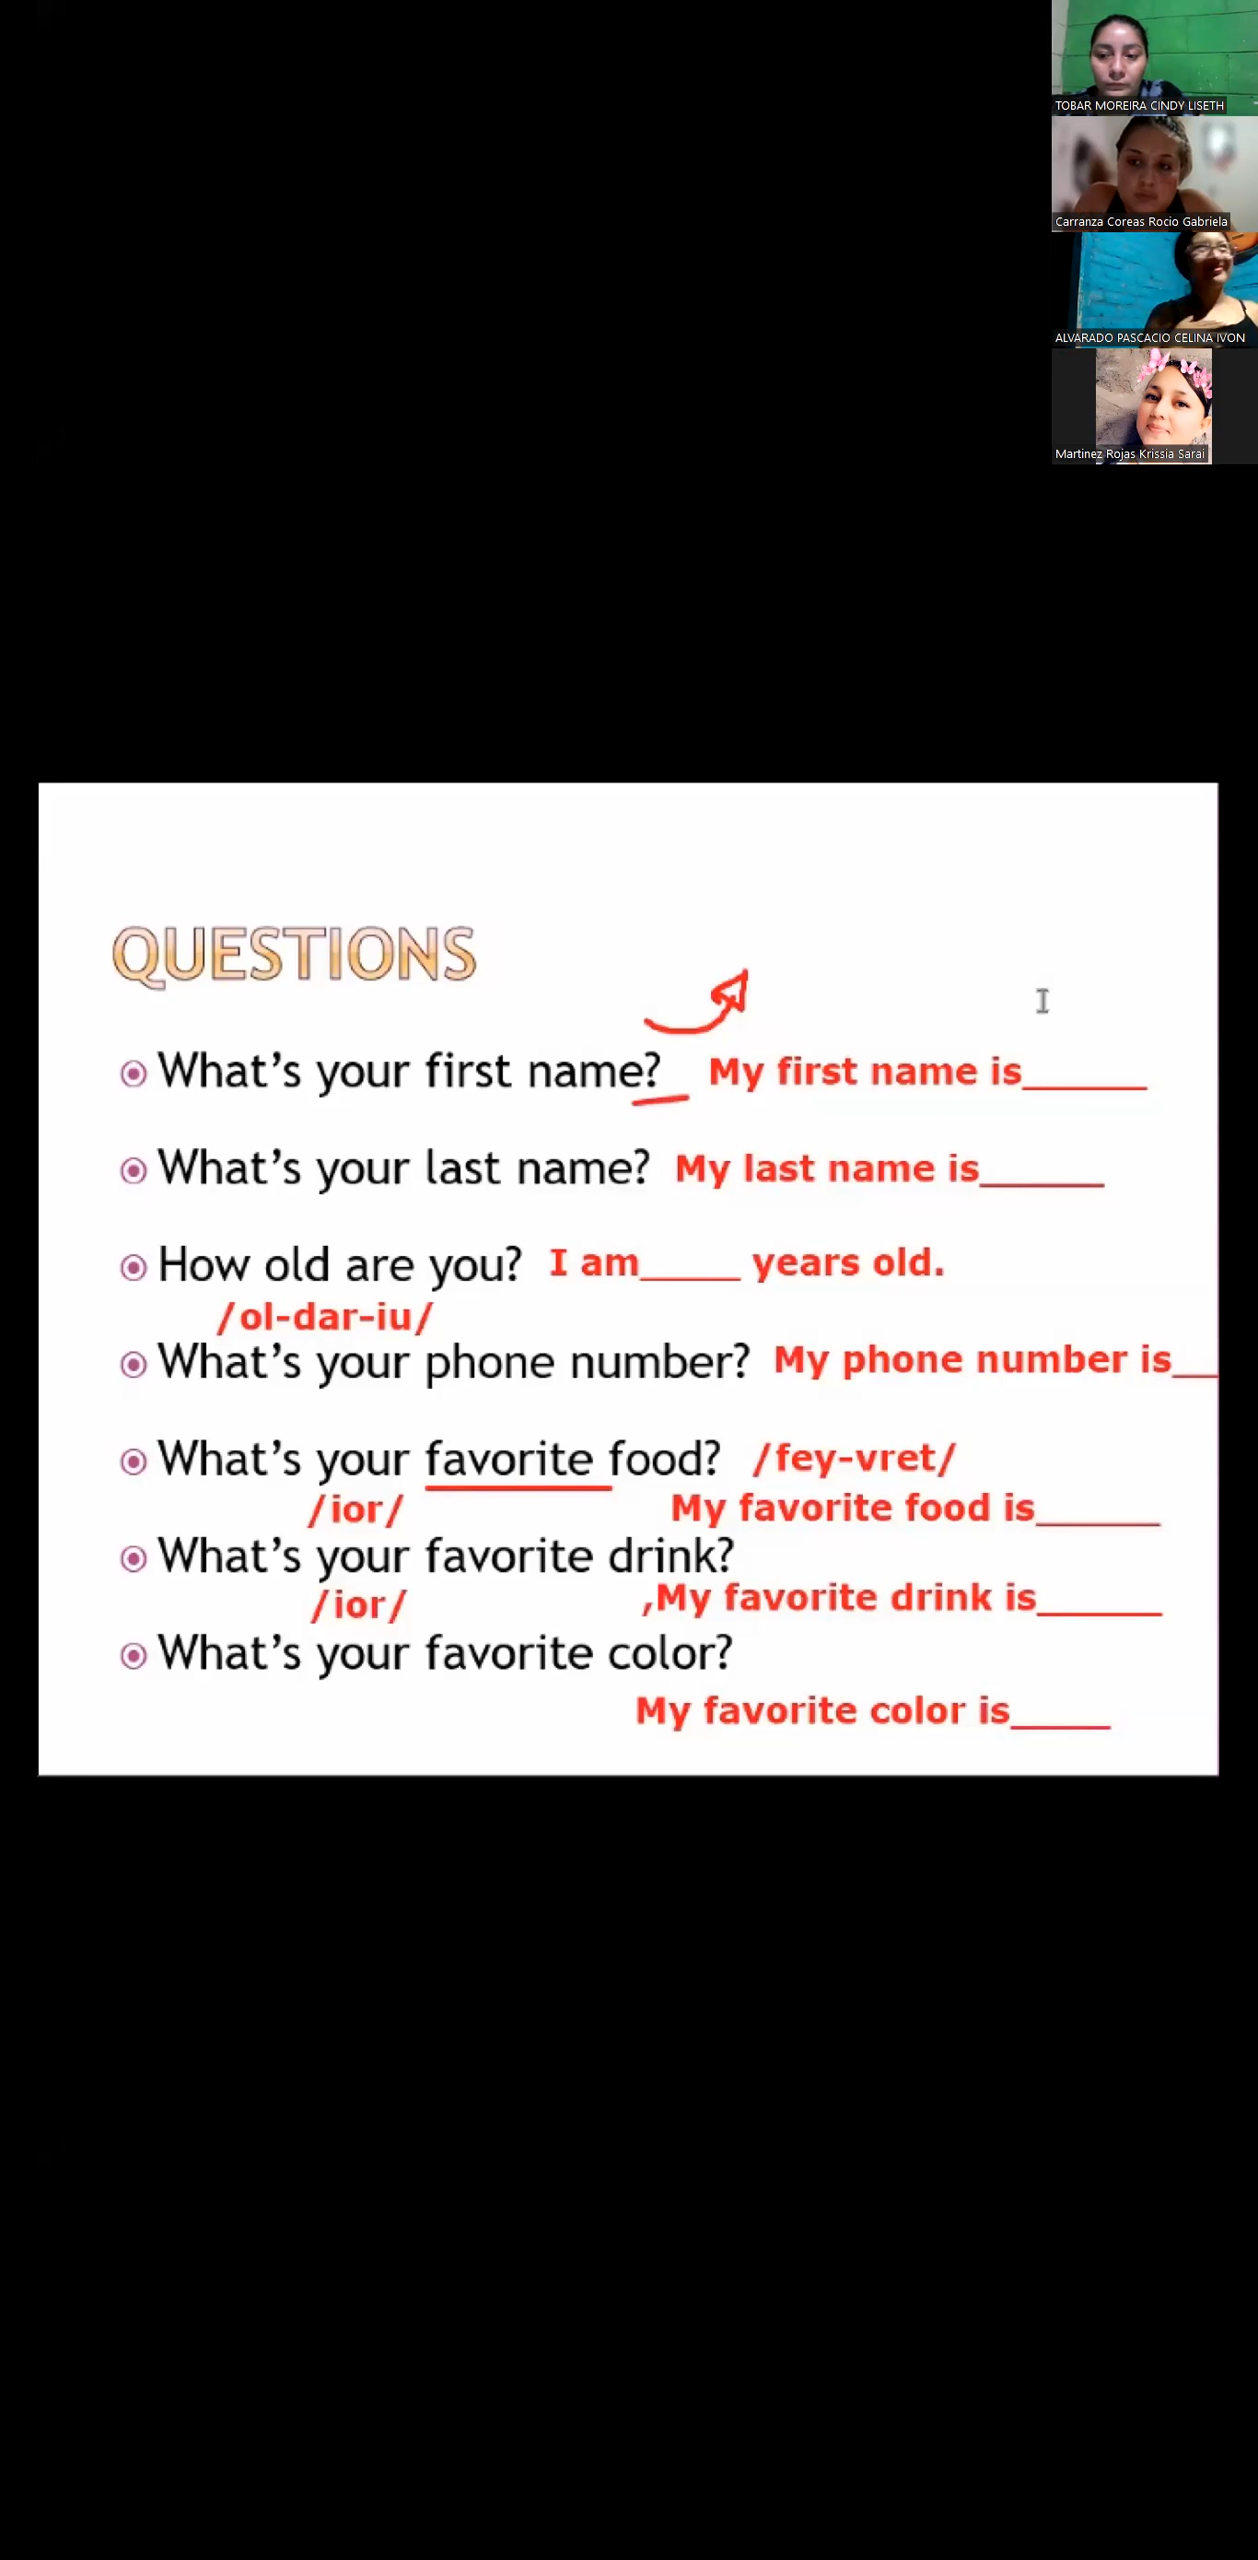 TOBAR MOREIRA CINDY LISETH
Carranza Coreas Rocio Gabriela
ALVARADO PASCACIO CELINA IVON
Martinez Rojas Krissia Sarai
QUESTIONS
What's your first name? My first name is______
What's your last name? My last name is______
How old are you? I am_____ years old.
/ol-dar-iu/
What's your phone number? My phone number is__
What's your favorite food? /fey-vret/
/ior/ My favorite food is______
What's your favorite drink?
/ior/ ,My favorite drink is______
What's your favorite color?
My favorite color is_____